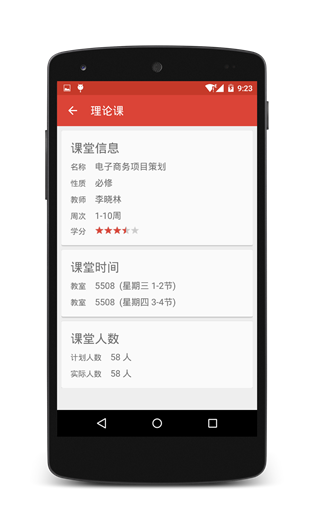 9:23
理论课
课堂信息
名称 电子商务项目策划
性质 必修
教师 李晓林
周次 1-10周
学分
课堂时间
教室 5508 (星期三 1-2节)
教室 5508 (星期四 3-4节)
课堂人数
计划人数 58 人
实际人数 58 人